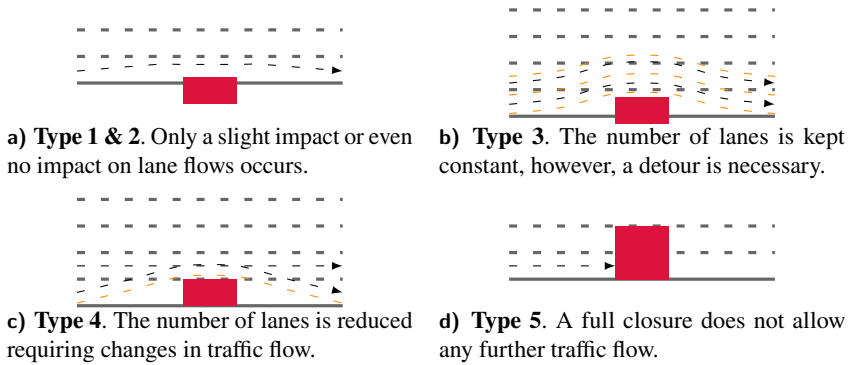 a) Type 1 & 2. Only a slight impact or even
no impact on lane flows occurs.
b) Type 3. The number of lanes is kept
constant, however, a detour is necessary.
c) Type 4. The number of lanes is reduced
requiring changes in traffic flow.
d) Type 5. A full closure does not allow
any further traffic flow.